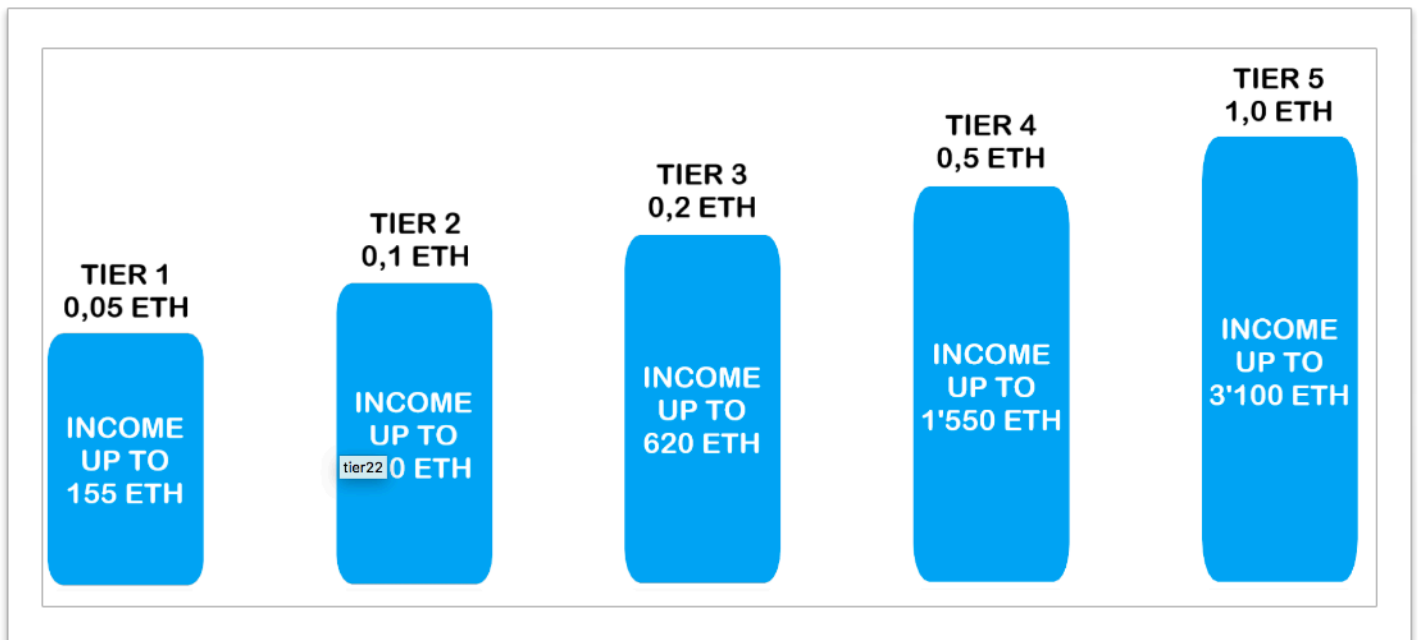 TIER 1
0,05 ETH
INCOME
UP TO
155 ETH
TIER 2
0,1 ETH
INCOME
UP TO
tier22
0 ETH
TIER 3
0,2 ETH
INCOME
UP TO
620 ETH
TIER 4
0,5 ETH
INCOME
UP TO
1'550 ETH
TIER 5
1,0 ETH
INCOME
UP TO
3'100 ETH